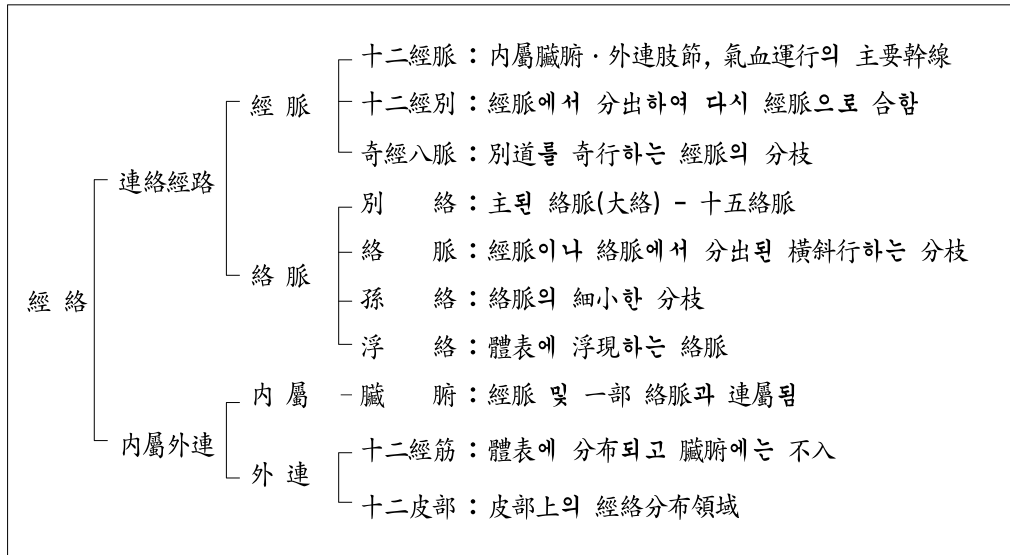 十二經脈 : 内屬臟腑 · 外連肢節, 氣血運行의 主要幹線
經 脈
十二經別 : 經脈에서 分出하여 다시 經脈으로 合함
奇經八脈 : 別道를 奇行하는 經脈의 分枝
連絡經路
別 絡 : 主된 絡脈(大絡) - 十五絡脈
絡 脈 : 經脈이나 絡脈에서 分出된 橫斜行하는 分枝
絡 脈
經 絡
孫 絡 : 絡脈의 細小한 分枝
浮 絡 : 體表에 浮現하는 絡脈
内 屬 - 臟 腑 : 經脈 및 一部 絡脈과 連屬됨
内屬外連
十二經筋 : 體表에 分布되고 臟腑에는 不入
外 連
十二皮部 : 皮部上의 經絡分布領域